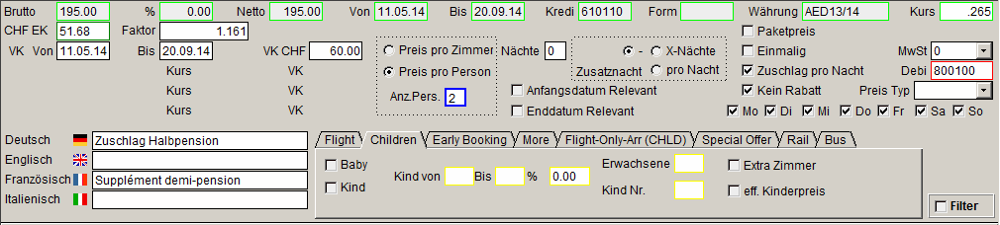 Brutto 195.00 % 0.00 Netto 195.00 Von 11.05.14 Bis 20.09.14 Kredi 610110 Form Währung AED13/14 Kurs .265
CHF EK 51.68 Faktor 1.161 Paketpreis
VK Von 11.05.14 Bis 20.09.14 VK CHF 60.00 Preis pro Zimmer Nächte 0 - X-Nächte Einmalig MwSt 0
Kurs VK Preis pro Person Zusatznacht pro Nacht Zuschlag pro Nacht Debi 800100
Kurs VK Anz.Pers. 2 Anfangsdatum Relevant Kein Rabatt Preis Typ
Kurs VK Enddatum Relevant Mo Di Mi Do Fr Sa So
Deutsch Zuschlag Halbpension Flight Children Early Booking More Flight-Only-Arr (CHLD) Special Offer Rail Bus
Englisch Baby Kind von Bis % 0.00 Erwachsene Extra Zimmer
Französisch Supplément demi-pension Kind Kind Nr. eff. Kinderpreis
Italienisch Filter